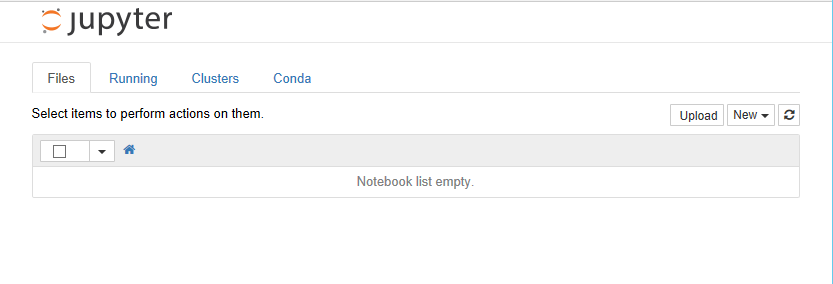 jupyter
Files Running Clusters Conda
Select items to perform actions on them. Upload New
Notebook list empty.